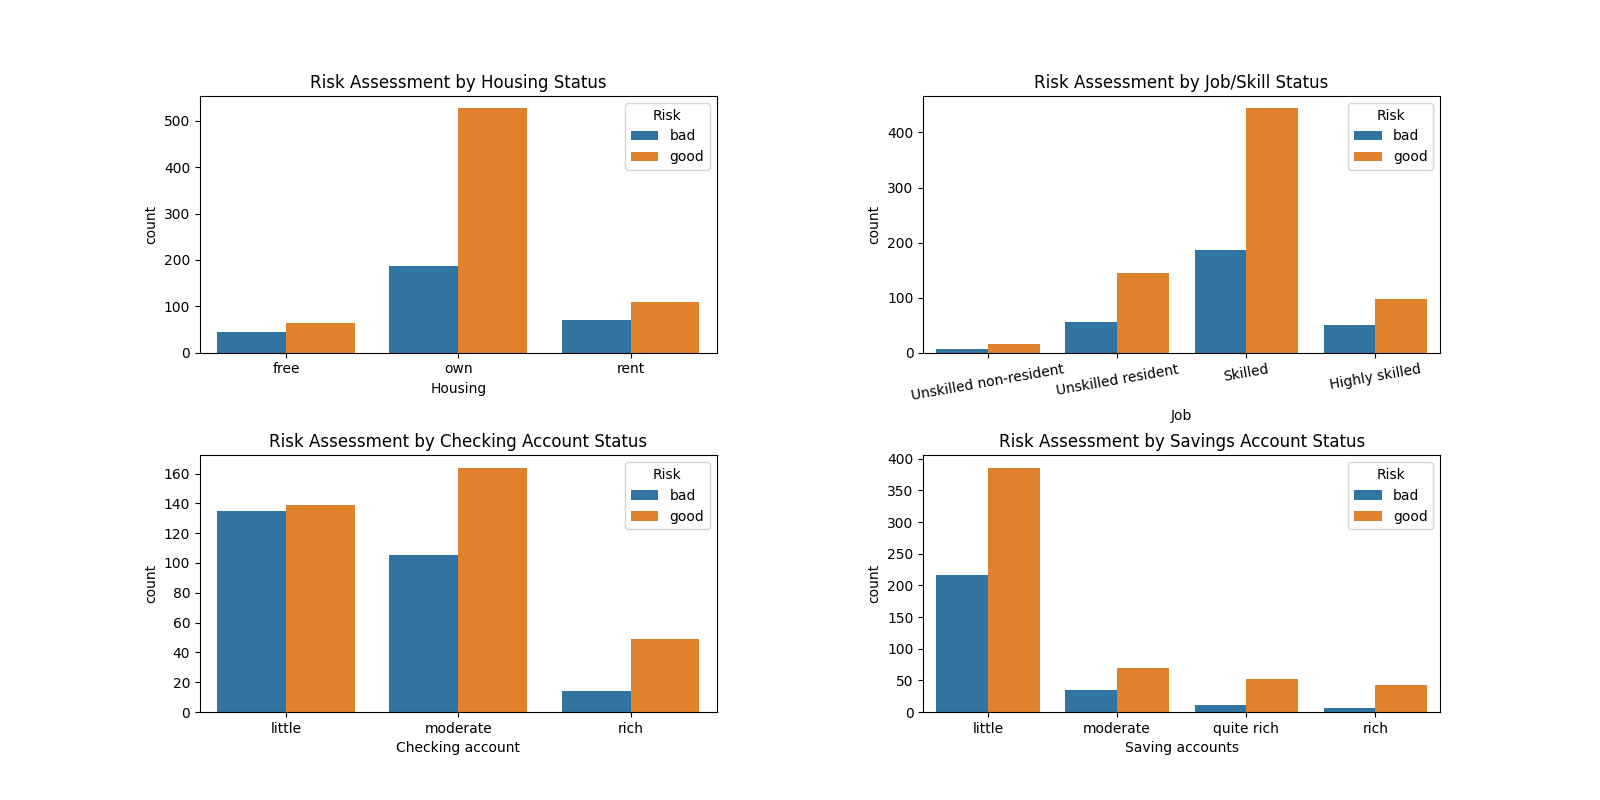 Risk Assessment by Housing Status
Risk
bad
good
500
400
300
200
100
0
count
free
own
rent
Housing
Risk Assessment by Job/Skill Status
Risk
bad
good
400
300
200
100
0
count
Unskilled non-resident
Unskilled resident
Skilled
Highly skilled
Job
Risk Assessment by Checking Account Status
Risk
bad
good
160
140
120
100
80
60
40
20
0
count
little
moderate
rich
Checking account
Risk Assessment by Savings Account Status
Risk
bad
good
400
350
300
250
200
150
100
50
0
count
little
moderate
quite rich
rich
Saving accounts